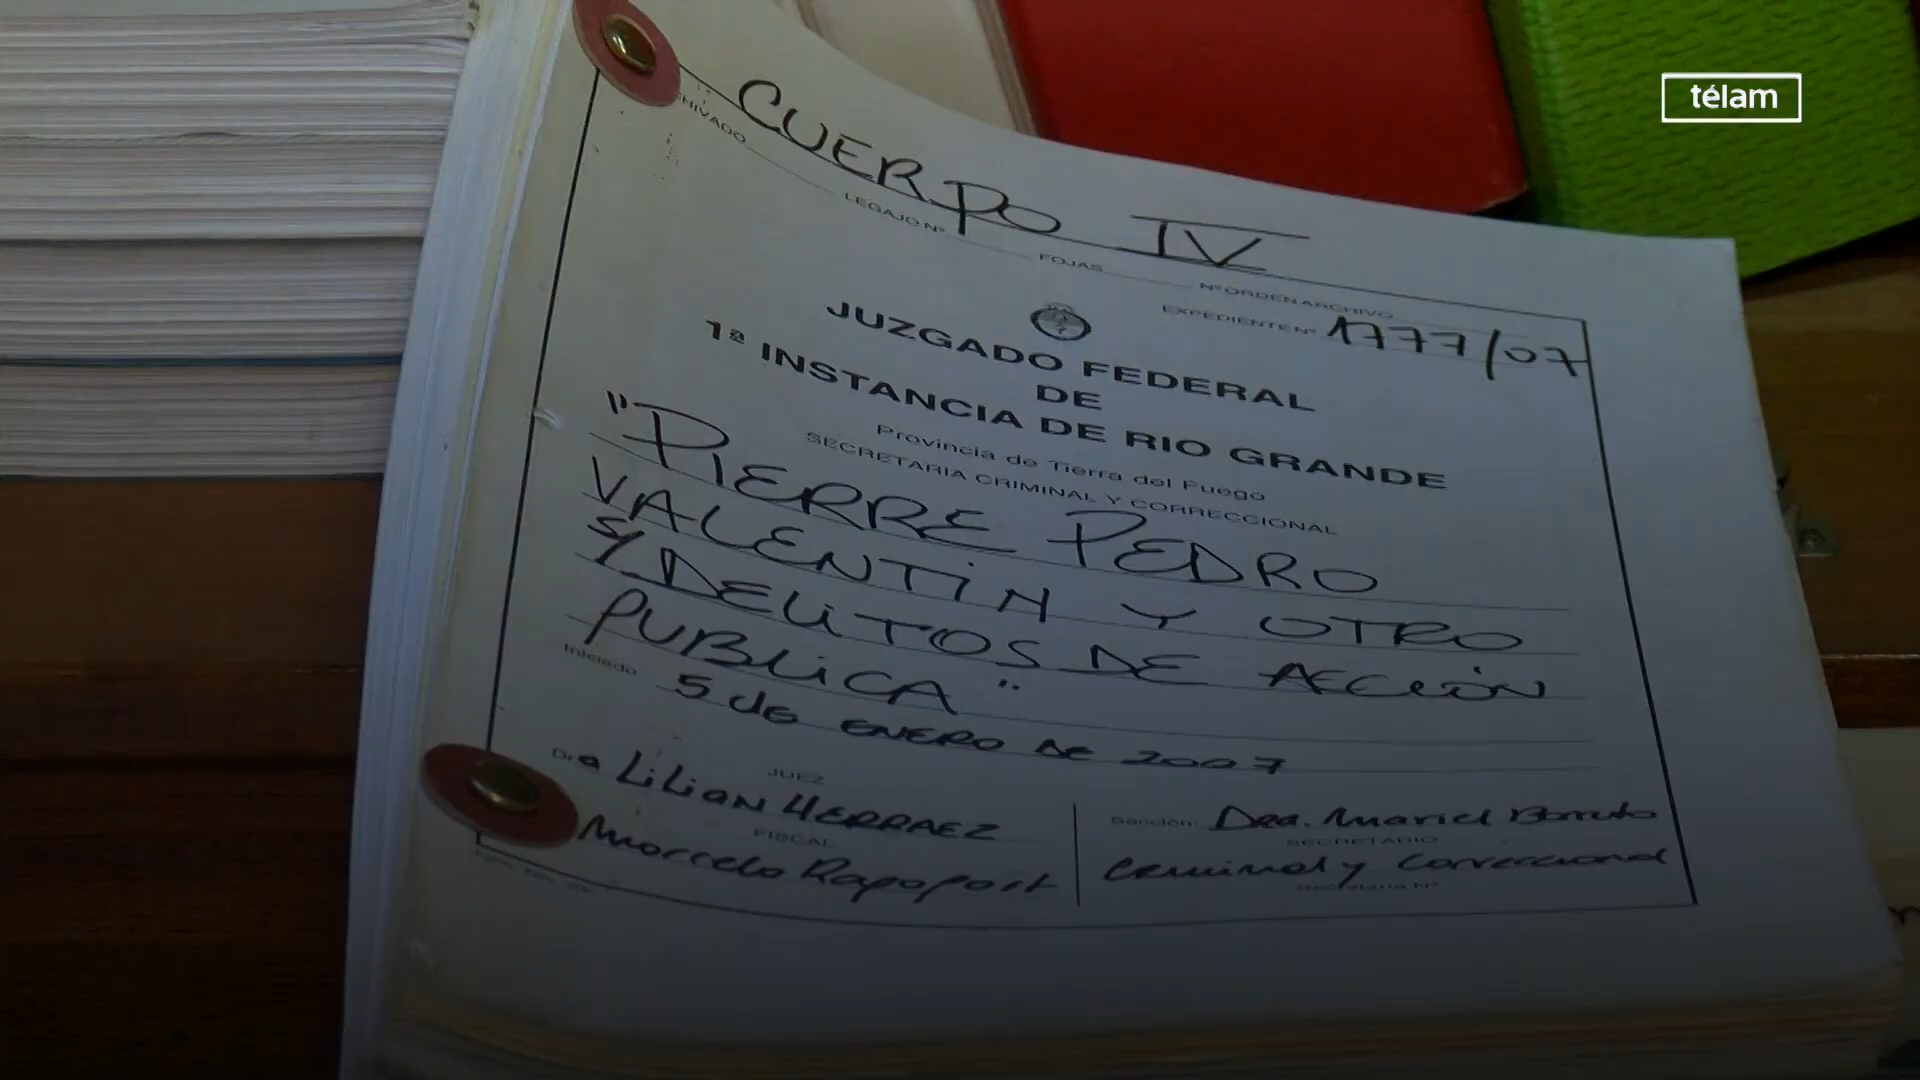 télam
CUERPO IV
LEGAJO Nº FOJAS Nº ORDEN ARCHIVO
EXPEDIENTE Nº 1777/07
JUZGADO FEDERAL
DE
1ª INSTANCIA DE RIO GRANDE
Provincia de Tierra del Fuego
SECRETARIA CRIMINAL Y CORRECCIONAL
"PIERRE PEDRO
VALENTÍN Y OTRO
S/DELITOS DE ACCIÓN
PUBLICA"
Iniciado 5 de ENERO DE 2007
Dra Lilian HERRAEZ
JUEZ
Marcelo Rapoport
FISCAL
Dra. Mariel Borruto
SECRETARIO
Criminal y Correccional
Secretaría Nº